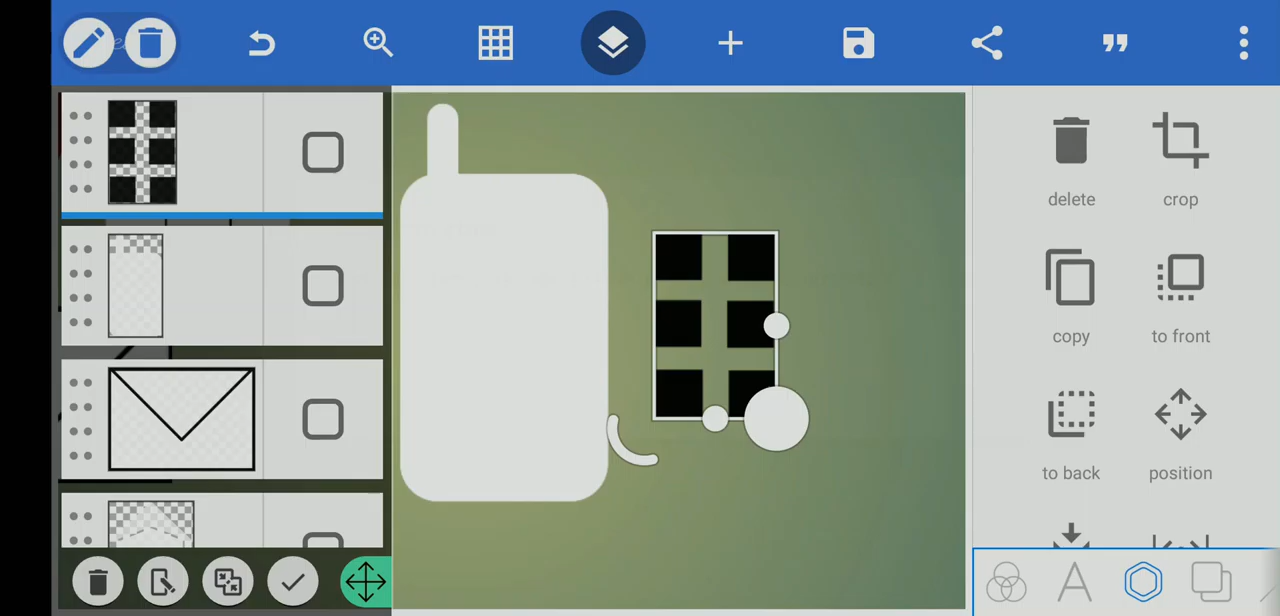 delete
crop
copy
to front
to back
position
A